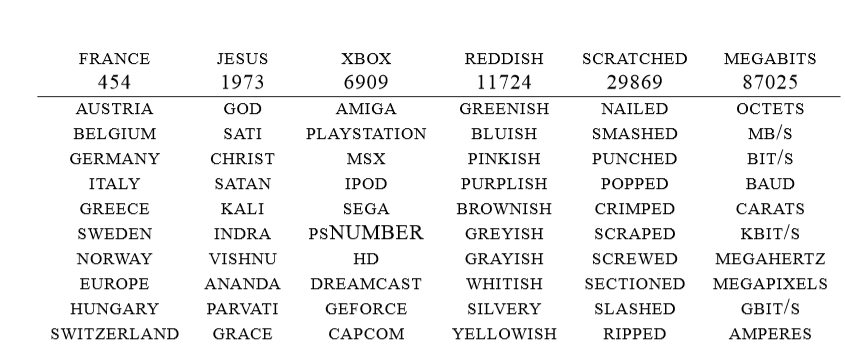 FRANCE JESUS XBOX REDDISH SCRATCHED MEGABITS
454 1973 6909 11724 29869 87025
AUSTRIA GOD AMIGA GREENISH NAILED OCTETS
BELGIUM SATI PLAYSTATION BLUISH SMASHED MB/S
GERMANY CHRIST MSX PINKISH PUNCHED BIT/S
ITALY SATAN IPOD PURPLISH POPPED BAUD
GREECE KALI SEGA BROWNISH CRIMPED CARATS
SWEDEN INDRA PSNUMBER GREYISH SCRAPED KBIT/S
NORWAY VISHNU HD GRAYISH SCREWED MEGAHERTZ
EUROPE ANANDA DREAMCAST WHITISH SECTIONED MEGAPIXELS
HUNGARY PARVATI GEFORCE SILVERY SLASHED GBIT/S
SWITZERLAND GRACE CAPCOM YELLOWISH RIPPED AMPERES